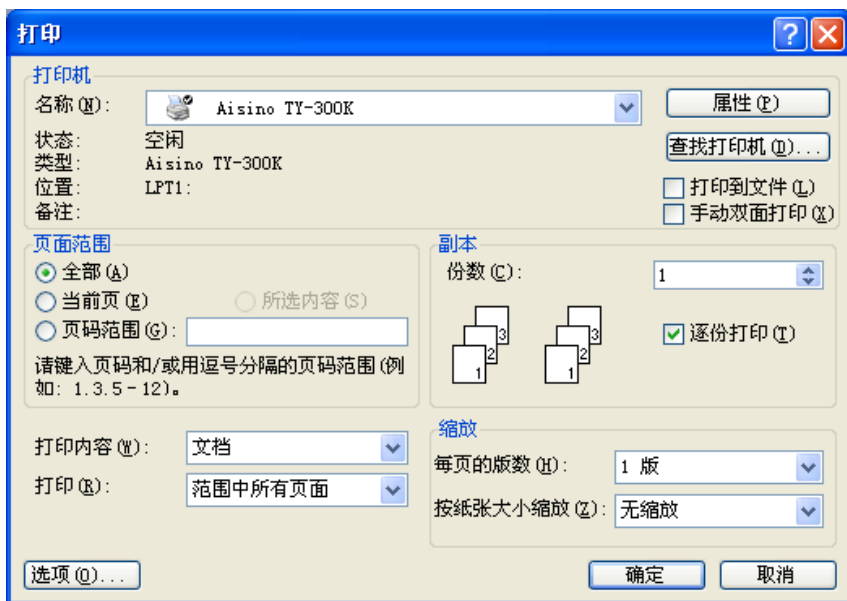 打印
打印机
名称(N): Aisino TY-300K 属性(P)
状态: 空闲 查找打印机(D)...
类型: Aisino TY-300K
位置: LPT1: 打印到文件(L)
备注: 手动双面打印(X)
页面范围
全部(A)
当前页(E) 所选内容(S)
页码范围(G):
请键入页码和/或用逗号分隔的页码范围(例
如: 1.3.5-12)。
副本
份数(C): 1
1 2 3 1 2 3 逐份打印(T)
打印内容(W): 文档
打印(R): 范围中所有页面
缩放
每页的版数(H): 1 版
按纸张大小缩放(Z): 无缩放
选项(O)... 确定 取消